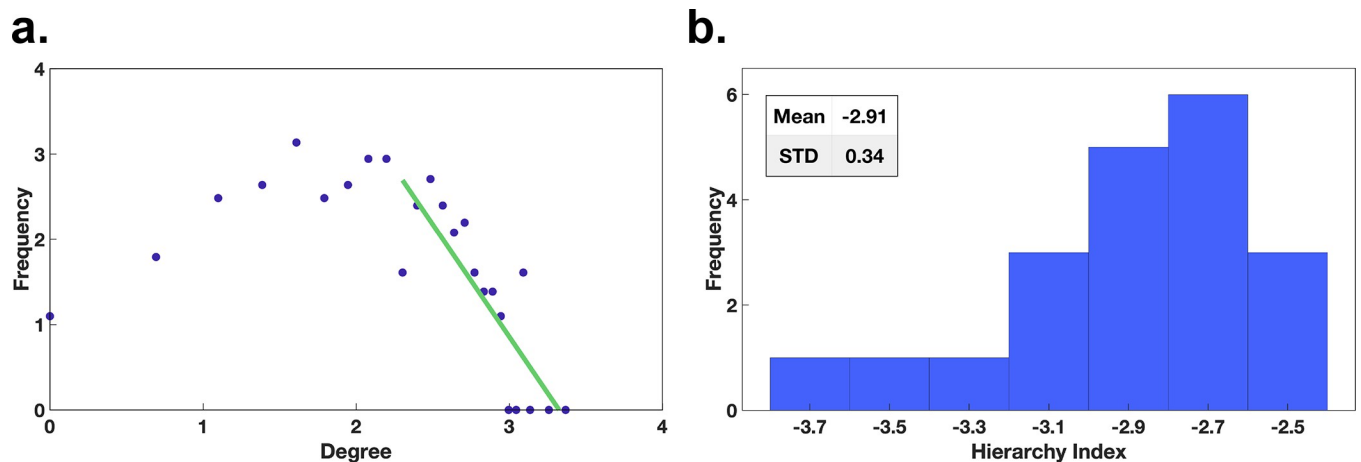 a.
4
3
2
1
0
Frequency
0 1 2 3 4
Degree
b.
6
4
2
0
Frequency
Mean -2.91
STD 0.34
-3.7 -3.5 -3.3 -3.1 -2.9 -2.7 -2.5
Hierarchy Index